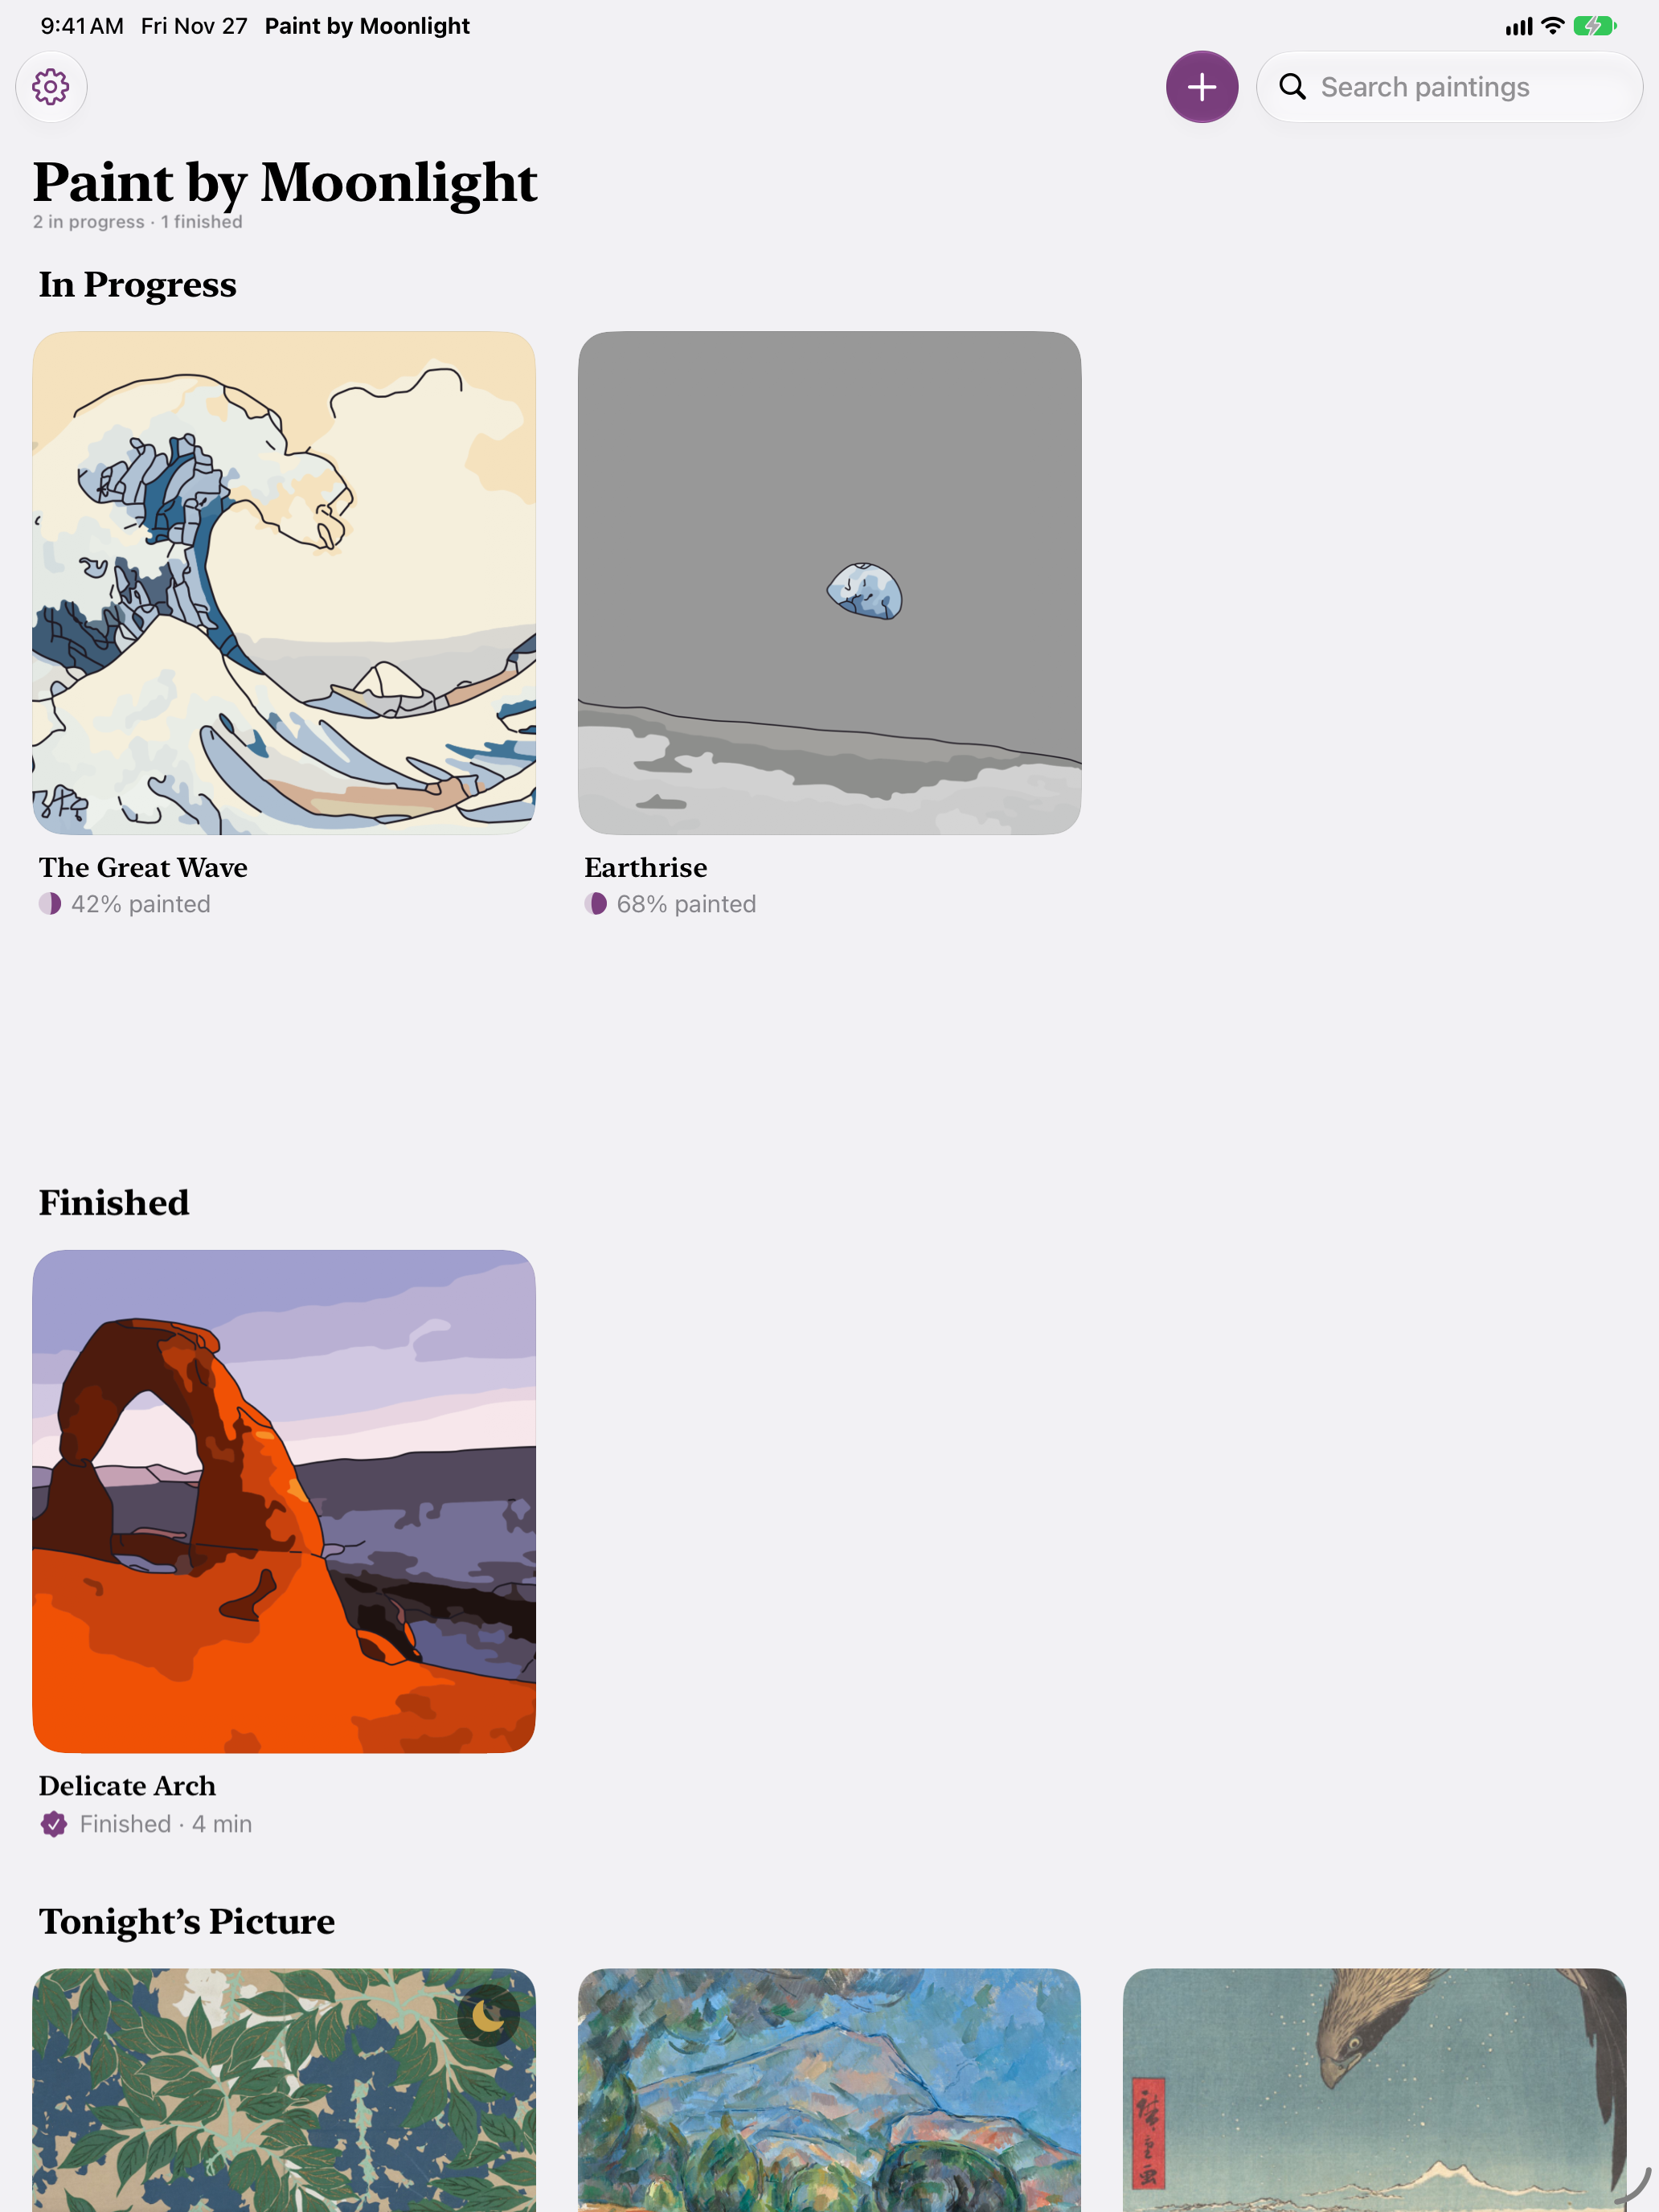 9:41 AM Fri Nov 27 Paint by Moonlight
Search paintings
Paint by Moonlight
2 in progress · 1 finished
In Progress
The Great Wave
42% painted
Earthrise
68% painted
Finished
Delicate Arch
Finished · 4 min
Tonight’s Picture